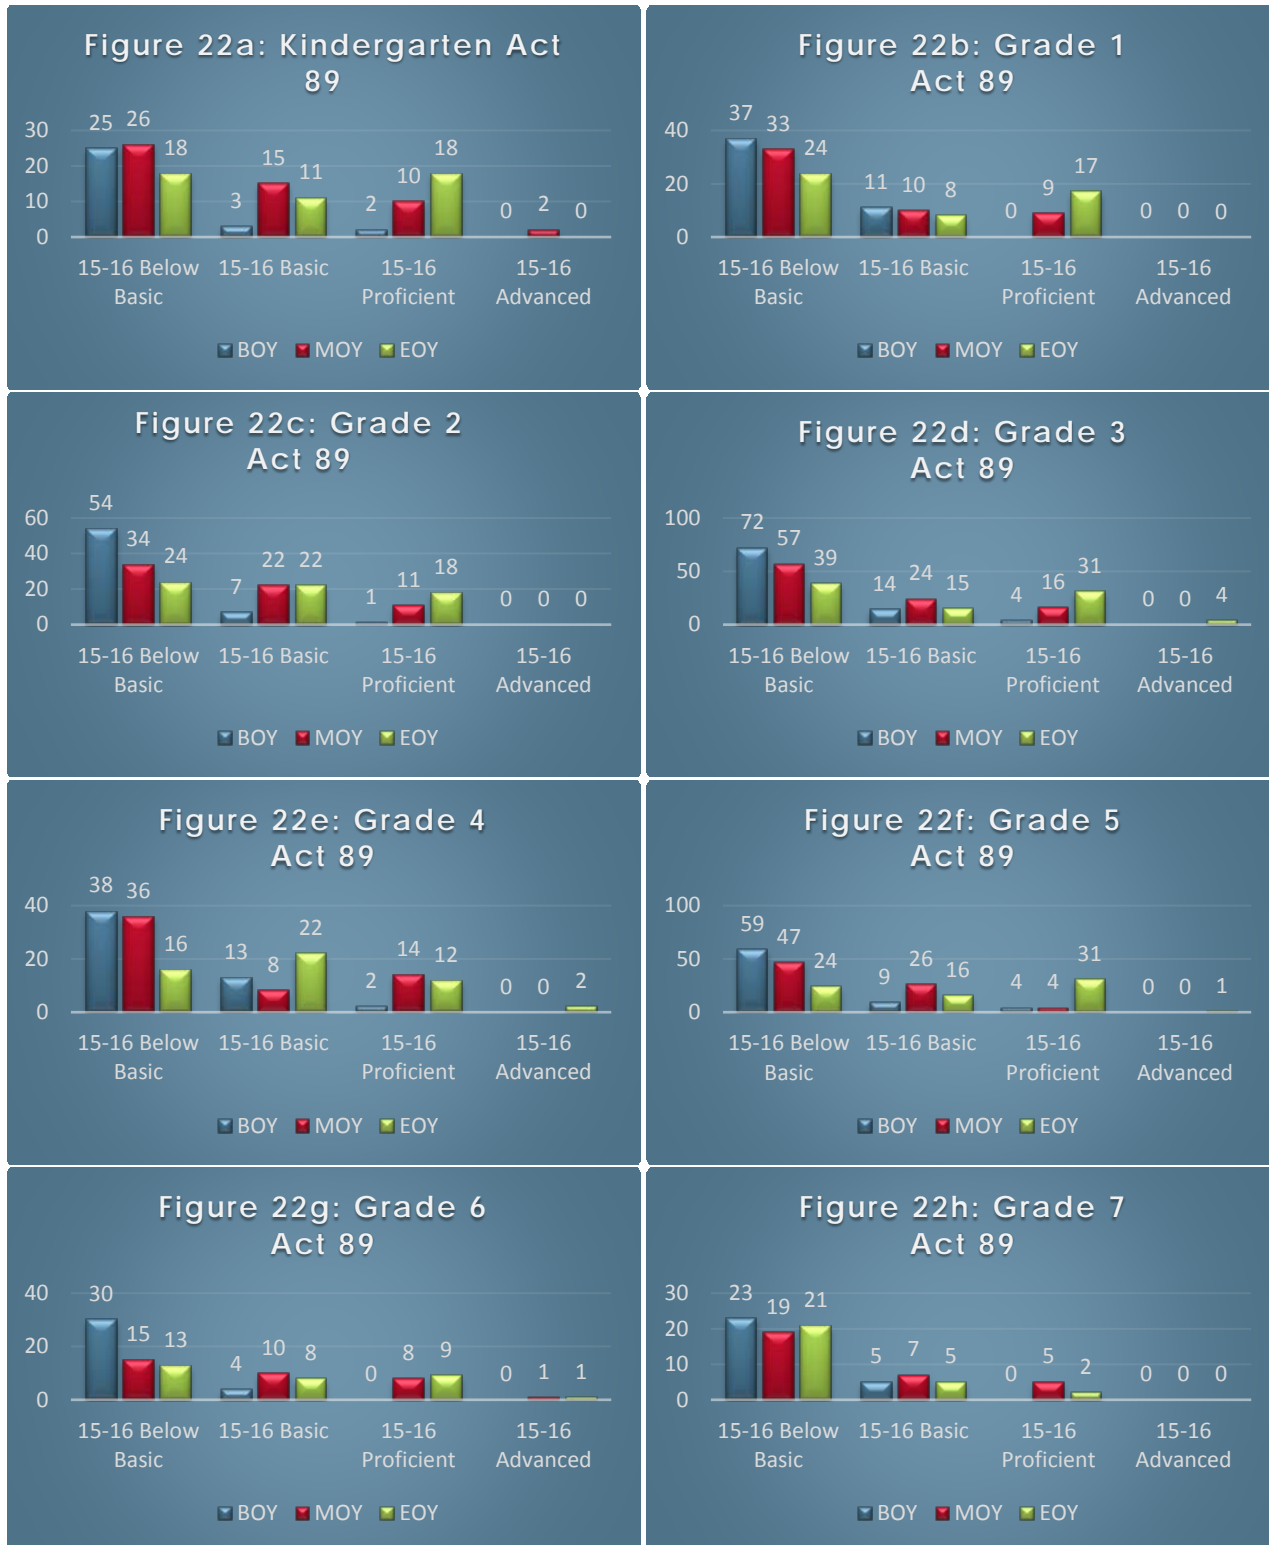 Figure 22a: Kindergarten Act
89
30
20
10
0
25 26 18
3 15 11
2 10 18
0 2 0
15-16 Below Basic
15-16 Basic
15-16 Proficient
15-16 Advanced
BOY MOY EOY
Figure 22b: Grade 1
Act 89
40
20
0
37 33 24
11 10 8
0 9 17
0 0 0
15-16 Below Basic
15-16 Basic
15-16 Proficient
15-16 Advanced
BOY MOY EOY
Figure 22c: Grade 2
Act 89
60
40
20
0
54 34 24
7 22 22
1 11 18
0 0 0
15-16 Below Basic
15-16 Basic
15-16 Proficient
15-16 Advanced
BOY MOY EOY
Figure 22d: Grade 3
Act 89
100
50
0
72 57 39
14 24 15
4 16 31
0 0 4
15-16 Below Basic
15-16 Basic
15-16 Proficient
15-16 Advanced
BOY MOY EOY
Figure 22e: Grade 4
Act 89
40
20
0
38 36 16
13 8 22
2 14 12
0 0 2
15-16 Below Basic
15-16 Basic
15-16 Proficient
15-16 Advanced
BOY MOY EOY
Figure 22f: Grade 5
Act 89
100
50
0
59 47 24
9 26 16
4 4 31
0 0 1
15-16 Below Basic
15-16 Basic
15-16 Proficient
15-16 Advanced
BOY MOY EOY
Figure 22g: Grade 6
Act 89
40
20
0
30 15 13
4 10 8
0 8 9
0 1 1
15-16 Below Basic
15-16 Basic
15-16 Proficient
15-16 Advanced
BOY MOY EOY
Figure 22h: Grade 7
Act 89
30
20
10
0
23 19 21
5 7 5
0 5 2
0 0 0
15-16 Below Basic
15-16 Basic
15-16 Proficient
15-16 Advanced
BOY MOY EOY